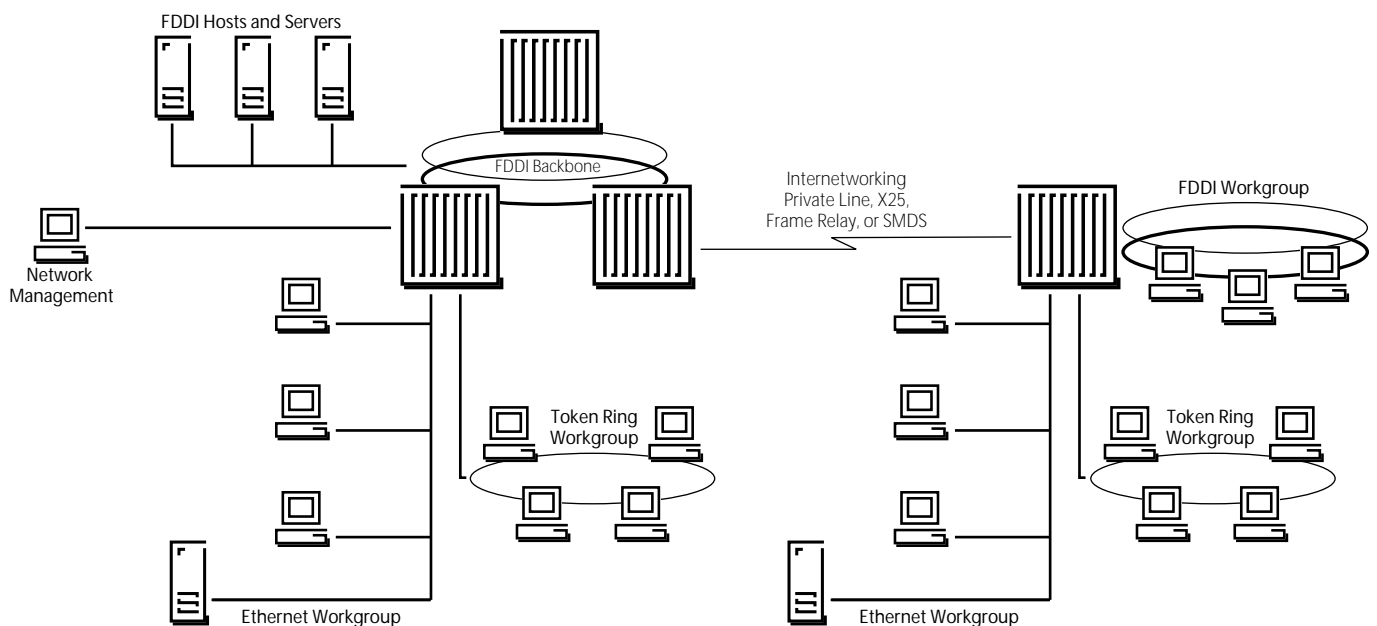 FDDI Hosts and Servers
FDDI Backbone
Internetworking
Private Line, X25,
Frame Relay, or SMDS
FDDI Workgroup
Network
Management
Token Ring
Workgroup
Token Ring
Workgroup
Ethernet Workgroup
Ethernet Workgroup